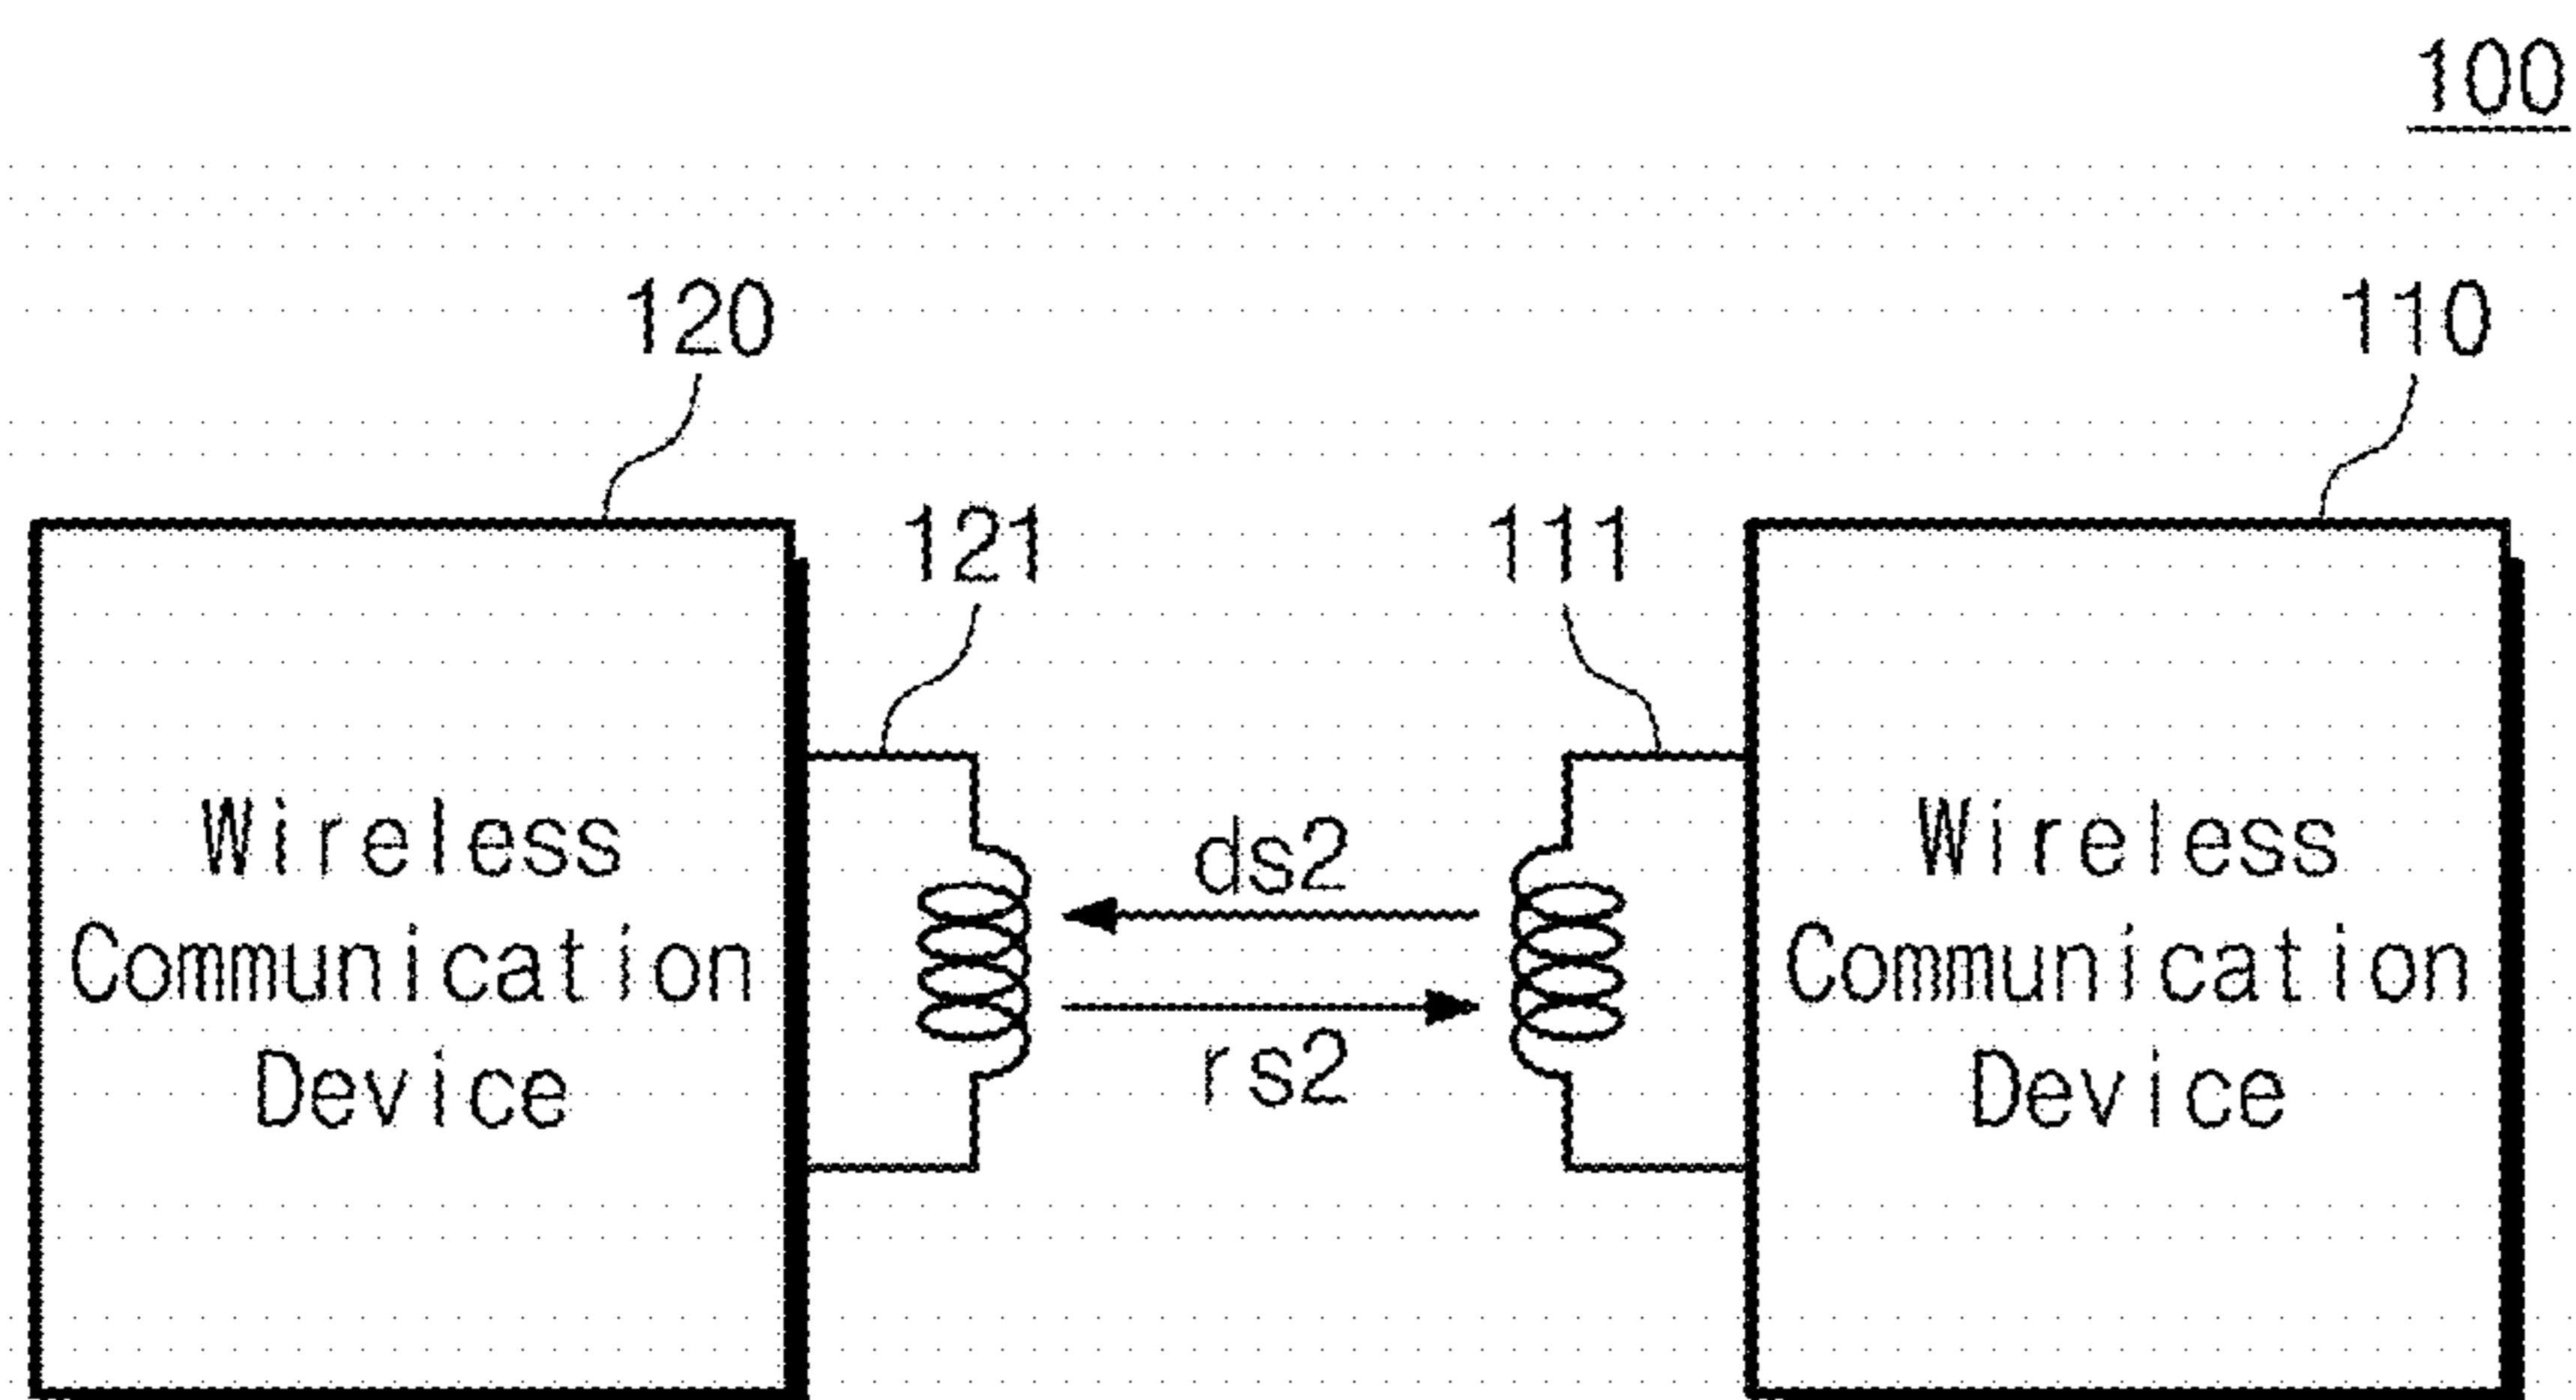 100
120
110
121
111
Wireless
Communication
Device
ds2
rs2
Wireless
Communication
Device